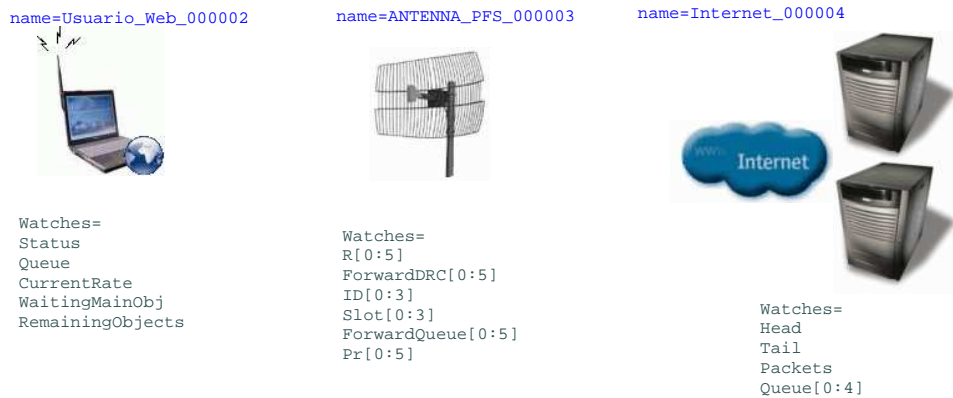 name=Usuario_Web_000002
name=ANTENNA_PFS_000003
name=Internet_000004
www.
Internet
Watches=
Status
Queue
CurrentRate
WaitingMainObj
RemainingObjects
Watches=
R[0:5]
ForwardDRC[0:5]
ID[0:3]
Slot[0:3]
ForwardQueue[0:5]
Pr[0:5]
Watches=
Head
Tail
Packets
Queue[0:4]